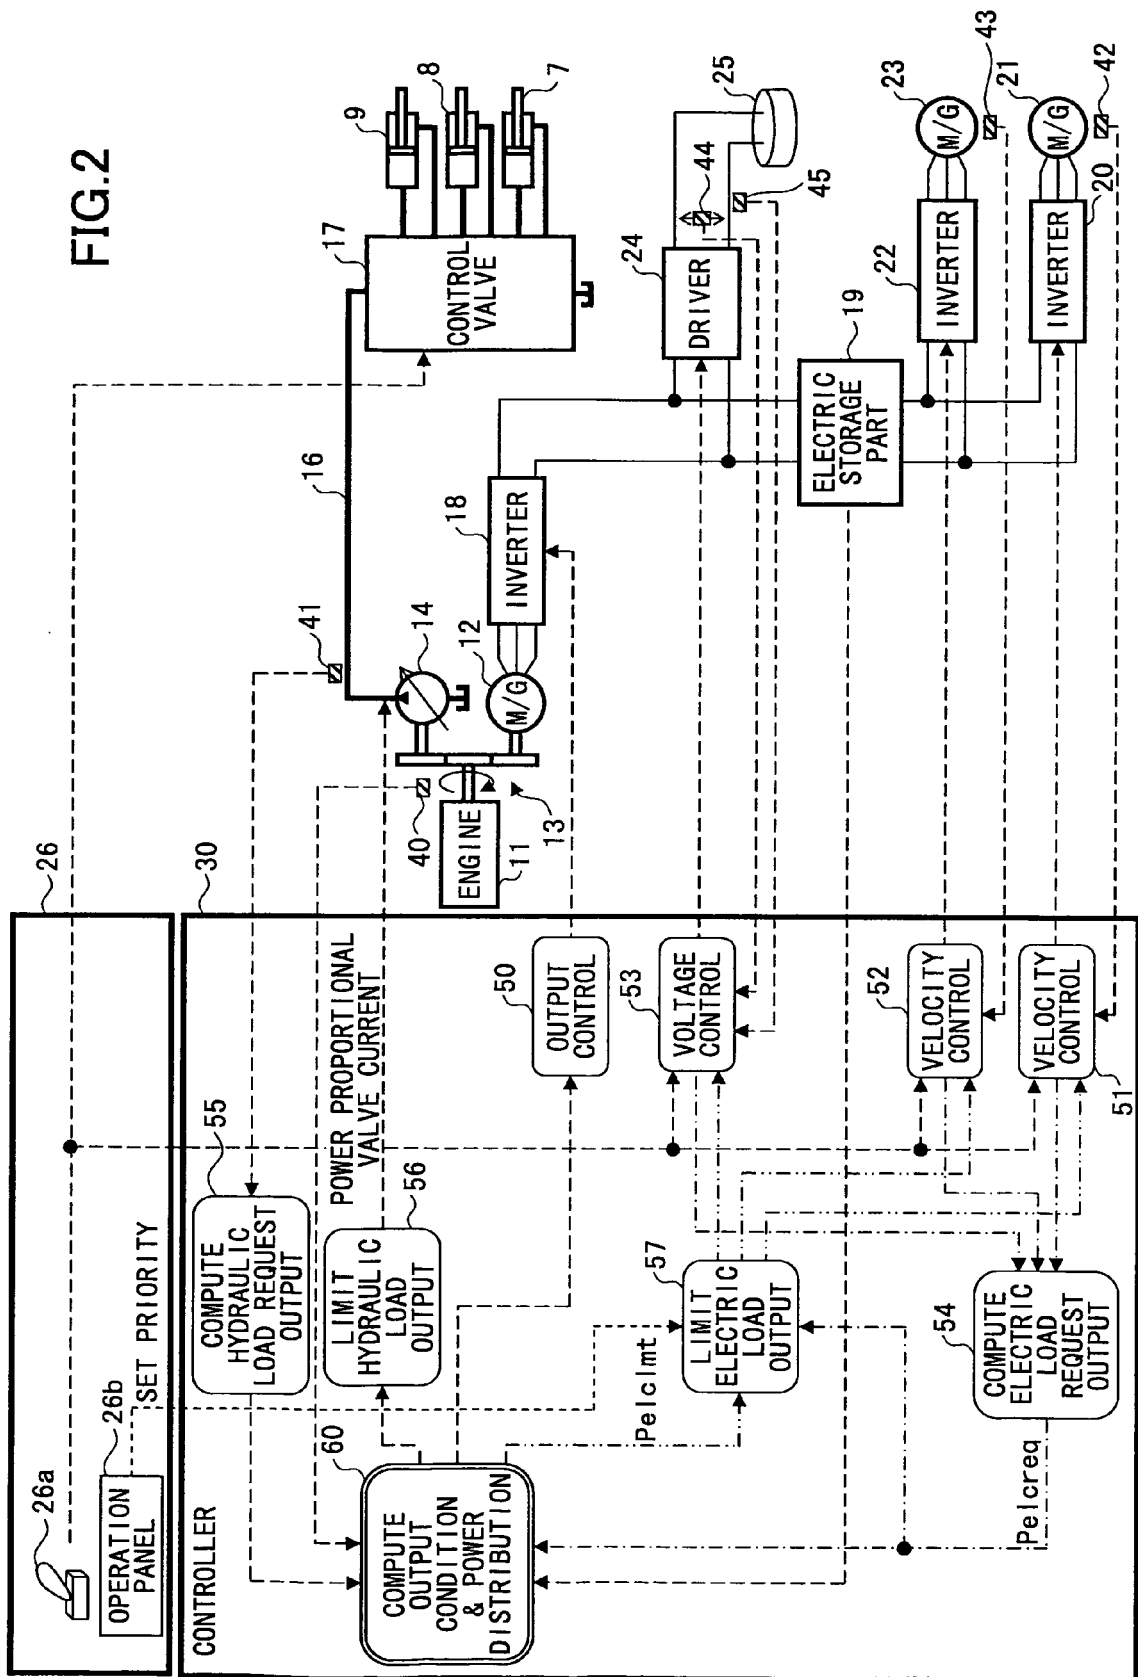 FIG.2
26
26a
OPERATION
PANEL
26b
SET PRIORITY
30
CONTROLLER
COMPUTE
HYDRAULIC
LOAD REQUEST
OUTPUT
55
POWER PROPORTIONAL
VALVE CURRENT
LIMIT
HYDRAULIC
LOAD
OUTPUT
56
60
COMPUTE
OUTPUT
CONDITION
& POWER
DISTRIBUTION
Pelclmt
LIMIT
ELECTRIC
LOAD
OUTPUT
57
Pelcreq
COMPUTE
ELECTRIC
LOAD
REQUEST
OUTPUT
54
50
OUTPUT
CONTROL
53
VOLTAGE
CONTROL
52
VELOCITY
CONTROL
VELOCITY
CONTROL
51
41
40
ENGINE
11
13
14
12
M/G
16
18
INVERTER
17
CONTROL
VALVE
9
8
7
24
DRIVER
44
45
25
19
ELECTRIC
STORAGE
PART
22
INVERTER
23
M/G
43
INVERTER
20
21
M/G
42